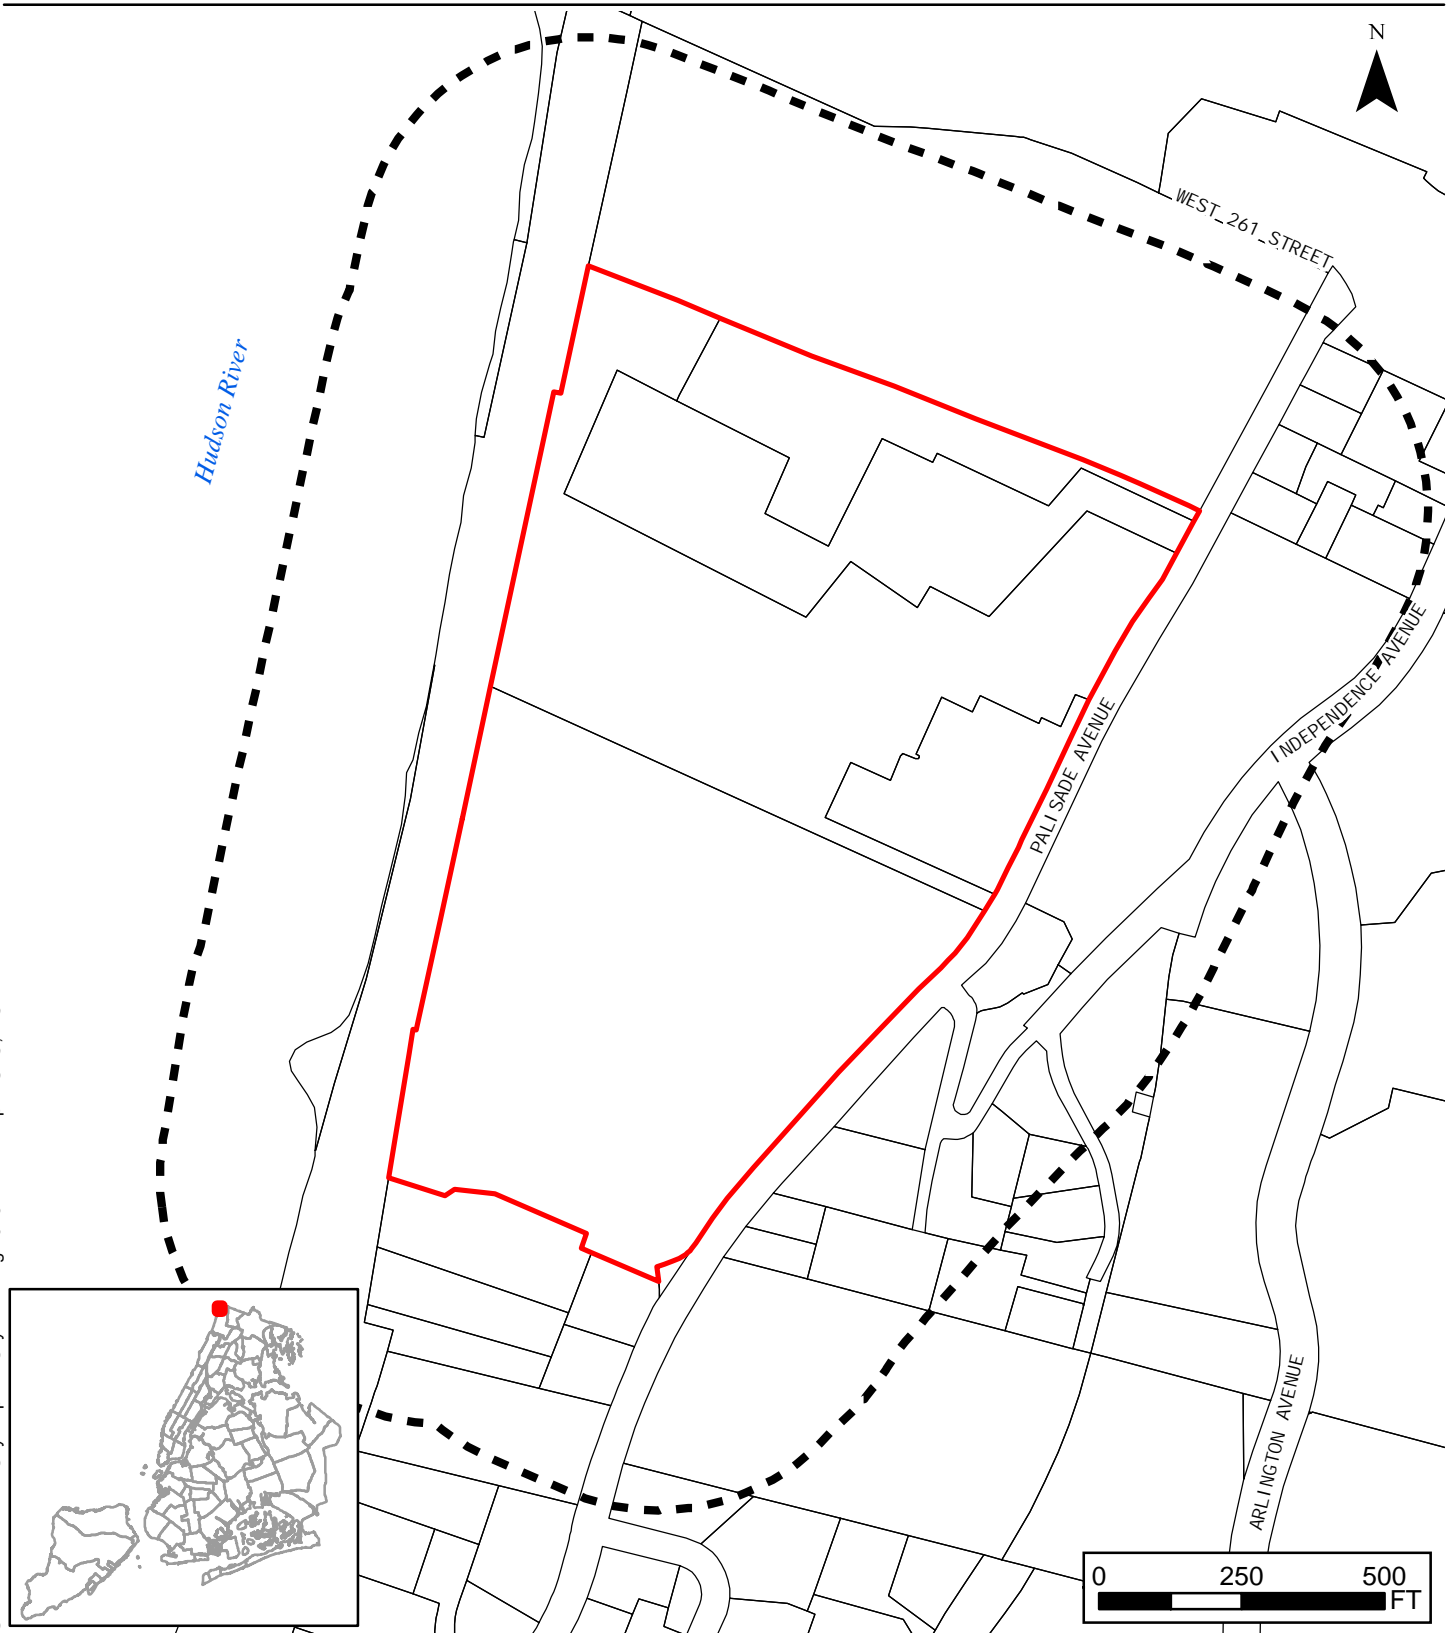 N
WEST 261 STREET
Hudson River
INDEPENDENCE AVENUE
PALISADE AVENUE
ARLINGTON AVENUE
0 250 500
FT